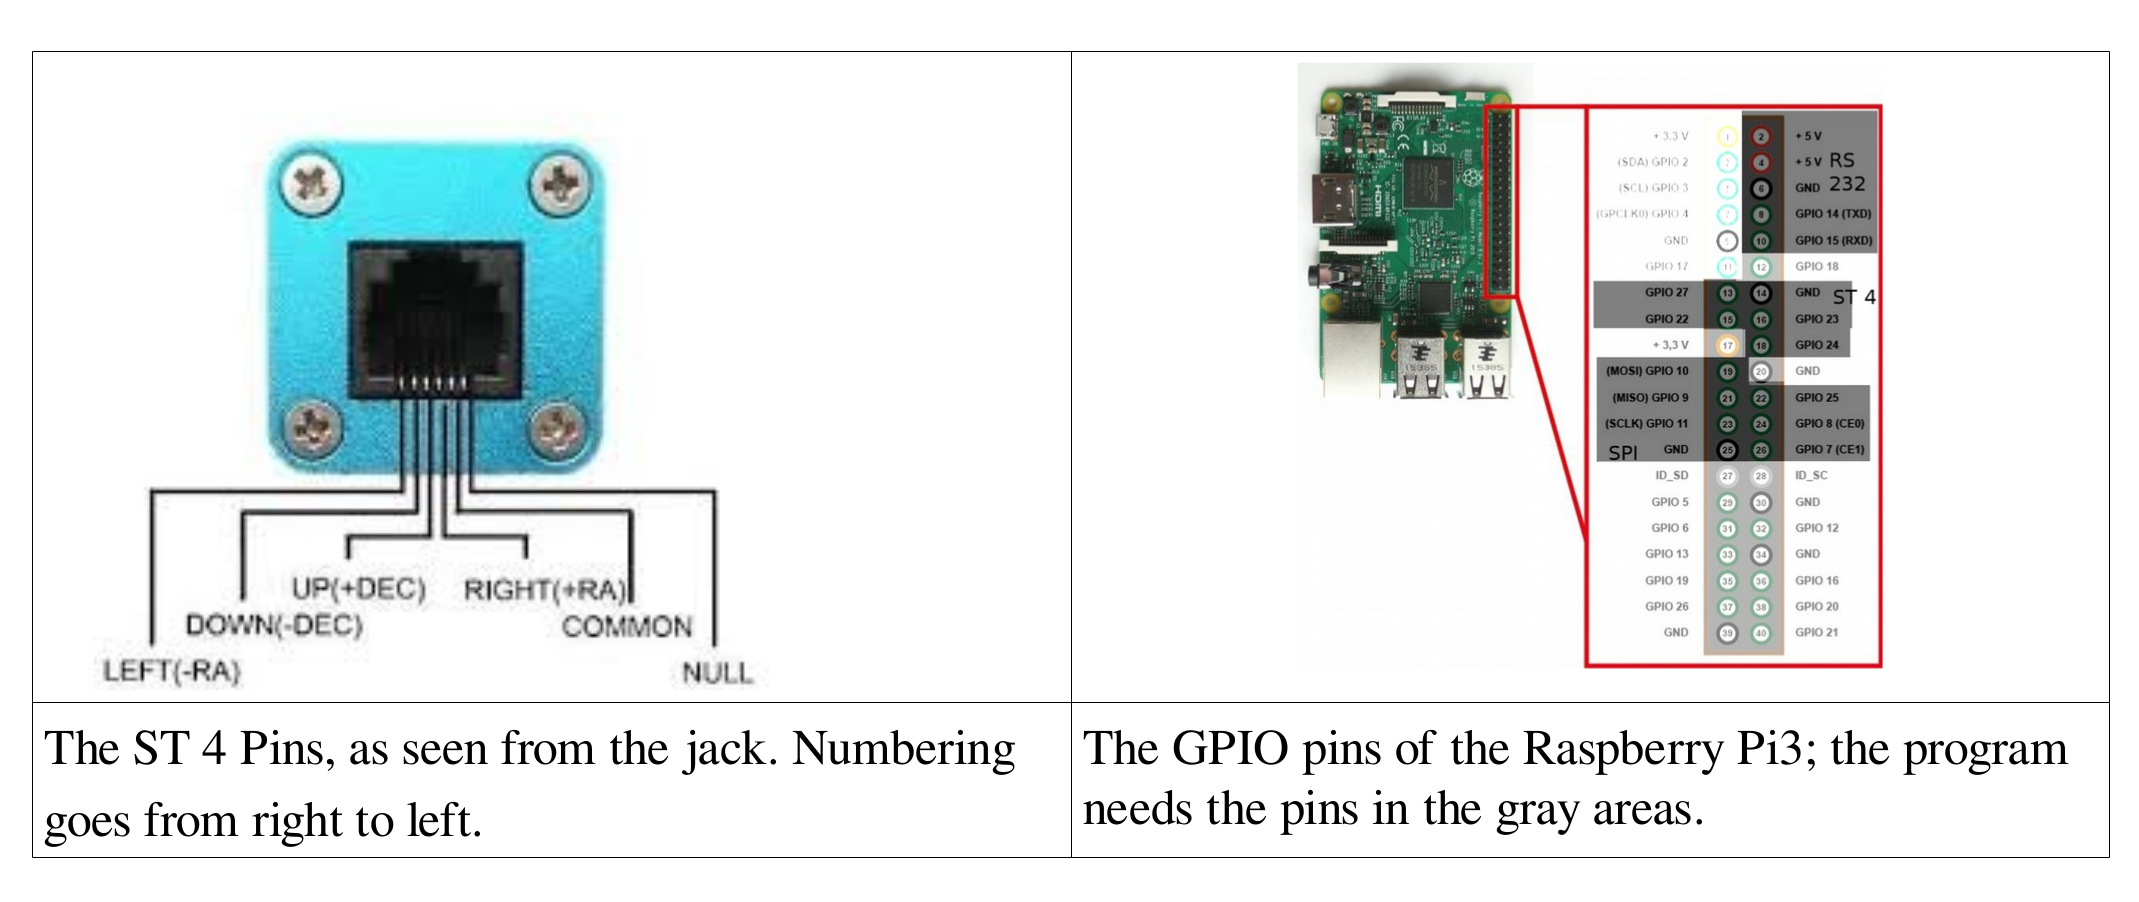 UP(+DEC)
RIGHT(+RA)
DOWN(-DEC)
COMMON
LEFT(-RA)
NULL
The ST 4 Pins, as seen from the jack. Numbering
goes from right to left.
HDMI
15385
15385
+ 3.3 V 1 2 + 5 V
(SDA) GPIO 2 4 + 5 V RS
(SCL) GPIO 3 6 GND 232
(GPCLK0) GPIO 4 8 GPIO 14 (TXD)
GND 10 GPIO 15 (RXD)
GPIO 17 11 12 GPIO 18
GPIO 27 13 14 GND ST 4
GPIO 22 15 16 GPIO 23
+ 3,3 V 17 18 GPIO 24
(MOSI) GPIO 10 19 20 GND
(MISO) GPIO 9 21 22 GPIO 25
(SCLK) GPIO 11 23 24 GPIO 8 (CE0)
SPI GND 25 26 GPIO 7 (CE1)
ID_SD 27 28 ID_SC
GPIO 5 29 30 GND
GPIO 6 31 32 GPIO 12
GPIO 13 33 34 GND
GPIO 19 35 36 GPIO 16
GPIO 26 37 38 GPIO 20
GND 39 40 GPIO 21
The GPIO pins of the Raspberry Pi3; the program
needs the pins in the gray areas.